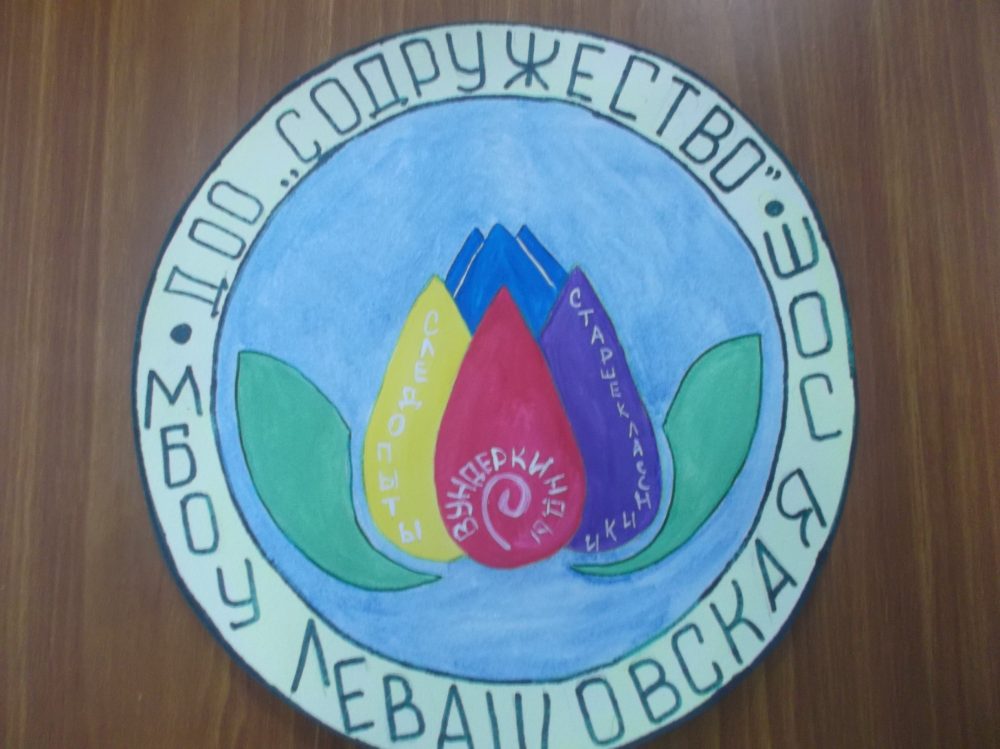 ДОО „СОДРУЖЕСТВО”
МБОУ ЛЕВАШОВСКАЯ СОШ
СЛЕДОПЫТЫ
ВУНДЕРКИНДЫ
СТАРШЕКЛАССНИКИ